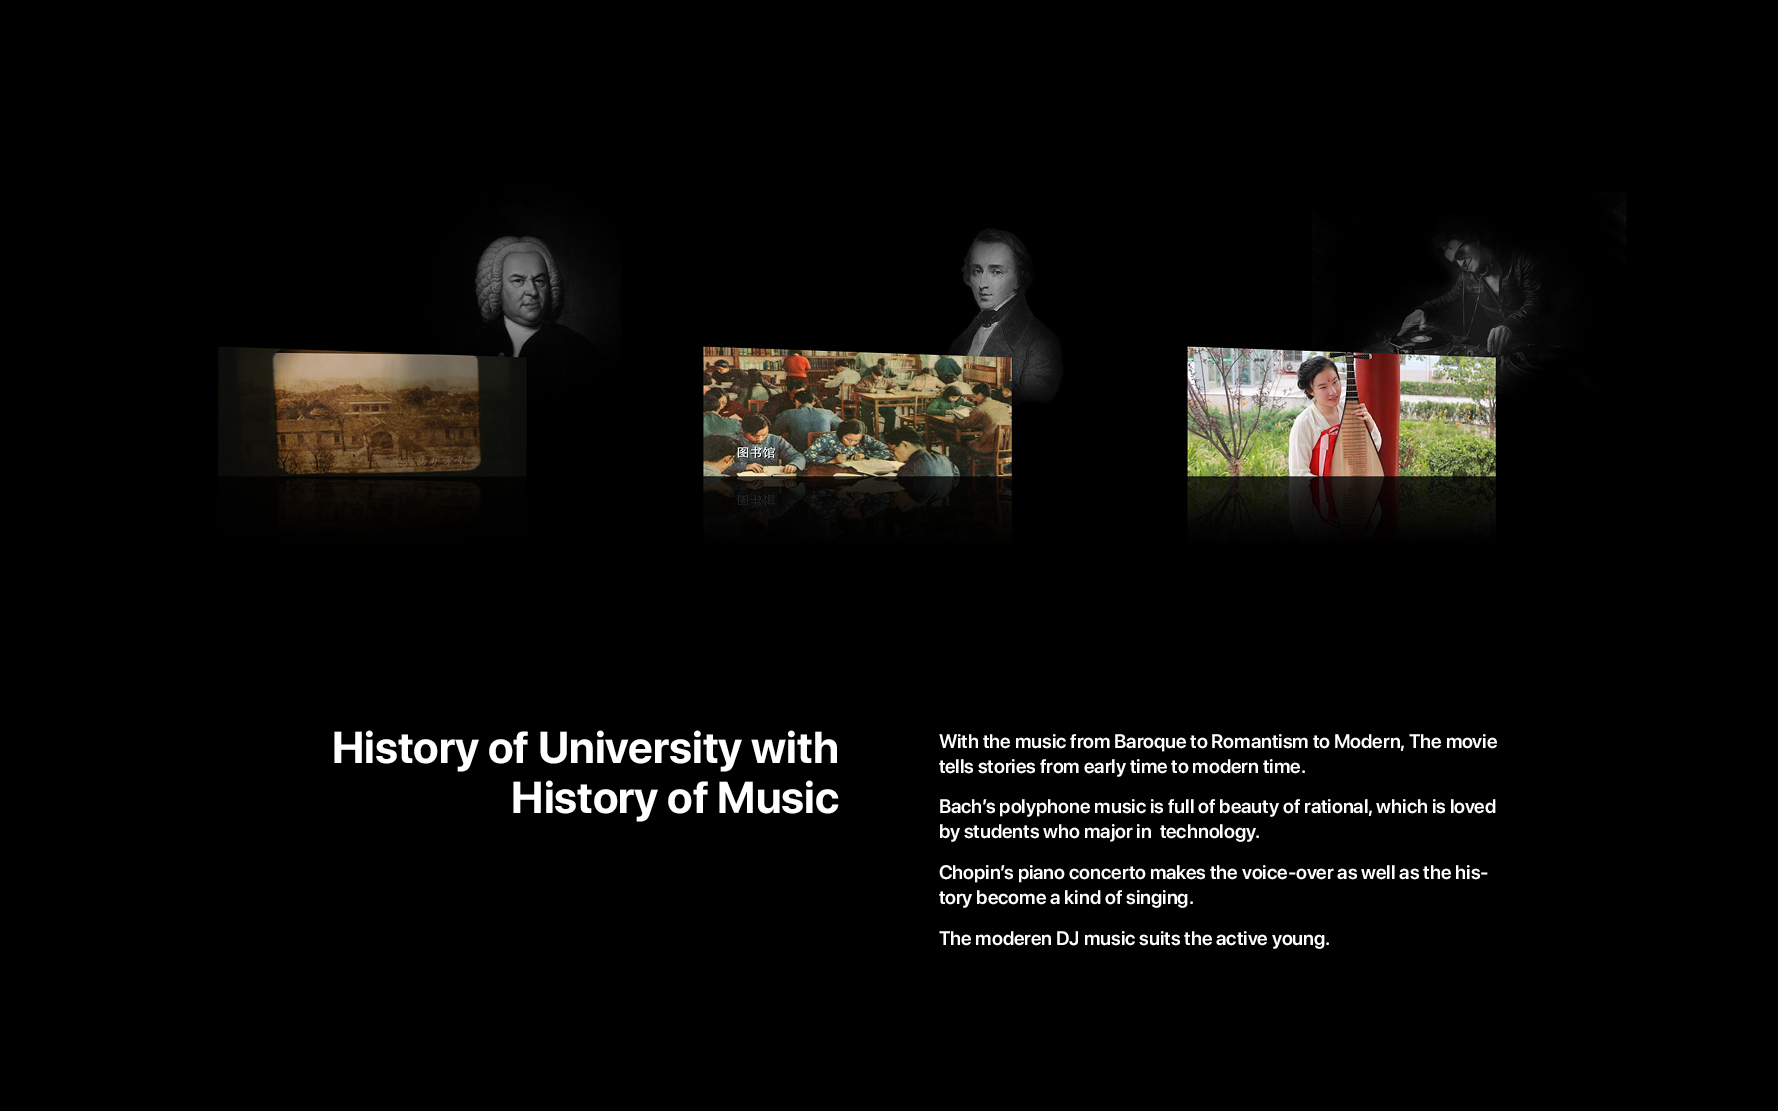 图书馆
History of University with
History of Music
With the music from Baroque to Romantism to Modern, The movie
tells stories from early time to modern time.
Bach’s polyphone music is full of beauty of rational, which is loved
by students who major in  technology.
Chopin’s piano concerto makes the voice-over as well as the his-
tory become a kind of singing.
The moderen DJ music suits the active young.